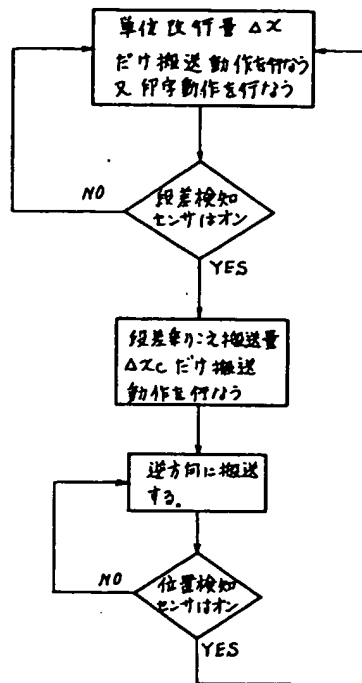 単位改行量 Δx
だけ搬送動作を行なう
又印字動作を行なう
NO
段差検知
センサはオン
YES
段差乗りこえ搬送量
Δxc だけ搬送
動作を行なう
逆方向に搬送
する。
NO
位置検知
センサはオン
YES